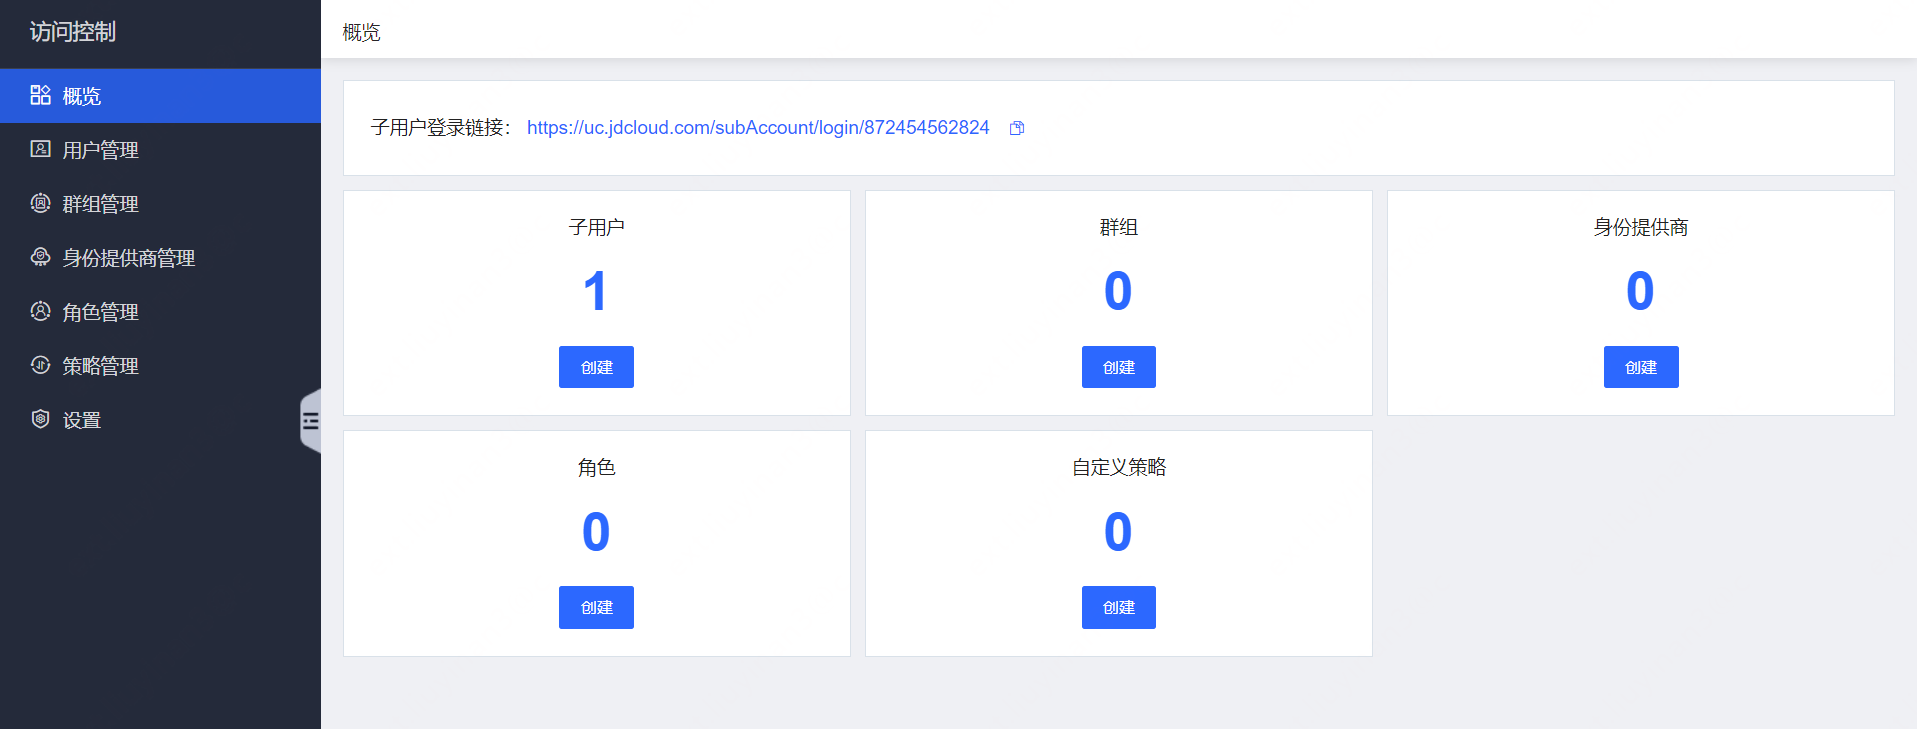 访问控制
概览
用户管理
群组管理
身份提供商管理
角色管理
策略管理
设置
概览
子用户登录链接： https://uc.jdcloud.com/subAccount/login/872454562824
子用户
1
创建
群组
0
创建
身份提供商
0
创建
角色
0
创建
自定义策略
0
创建